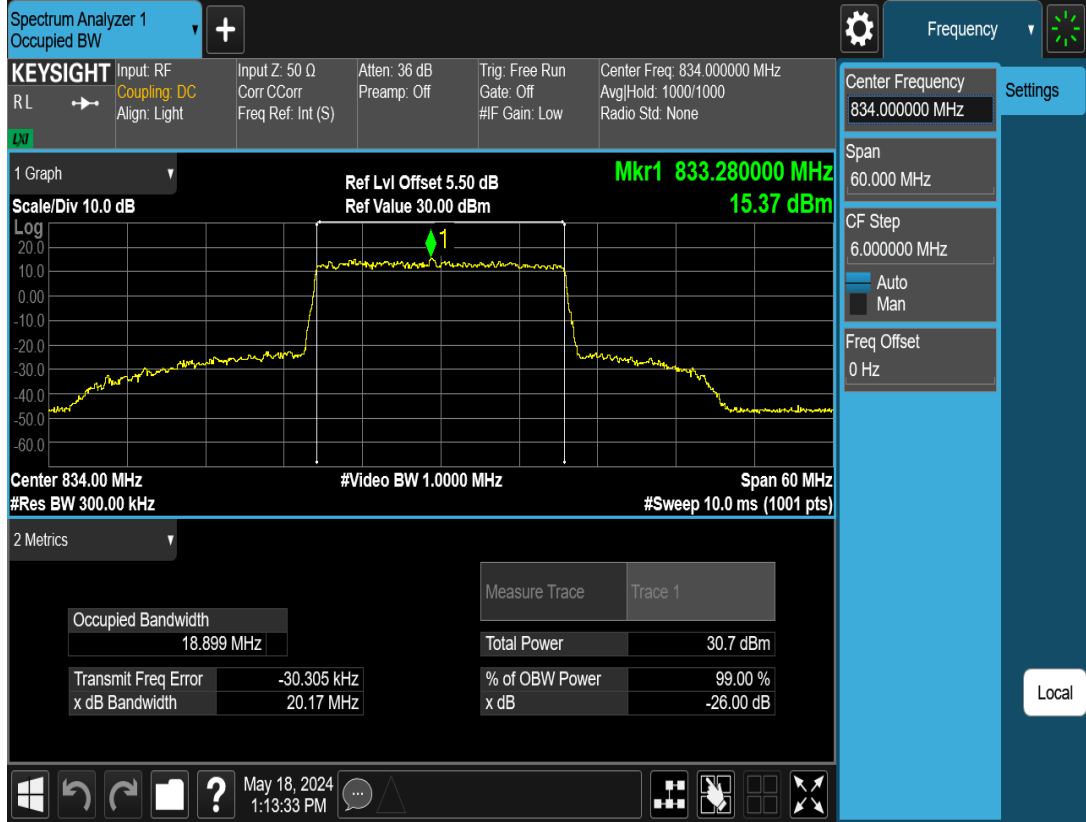 Spectrum Analyzer 1
Occupied BW
+
Frequency
KEYSIGHT
RL
LXI
Input: RF
Coupling: DC
Align: Light
Input Z: 50 Ω
Corr CCorr
Freq Ref: Int (S)
Atten: 36 dB
Preamp: Off
Trig: Free Run
Gate: Off
#IF Gain: Low
Center Freq: 834.000000 MHz
Avg|Hold: 1000/1000
Radio Std: None
Center Frequency
834.000000 MHz
Settings
Span
60.000 MHz
CF Step
6.000000 MHz
Auto
Man
Freq Offset
0 Hz
Local
1 Graph
Scale/Div 10.0 dB
Ref Lvl Offset 5.50 dB
Ref Value 30.00 dBm
Mkr1 833.280000 MHz
15.37 dBm
Log
20.0
10.0
0.00
-10.0
-20.0
-30.0
-40.0
-50.0
-60.0
1
Center 834.00 MHz
#Video BW 1.0000 MHz
Span 60 MHz
#Res BW 300.00 kHz
#Sweep 10.0 ms (1001 pts)
2 Metrics
Measure Trace
Trace 1
Occupied Bandwidth
18.899 MHz
Total Power
30.7 dBm
Transmit Freq Error
-30.305 kHz
% of OBW Power
99.00 %
x dB Bandwidth
20.17 MHz
x dB
-26.00 dB
?
May 18, 2024
1:13:33 PM